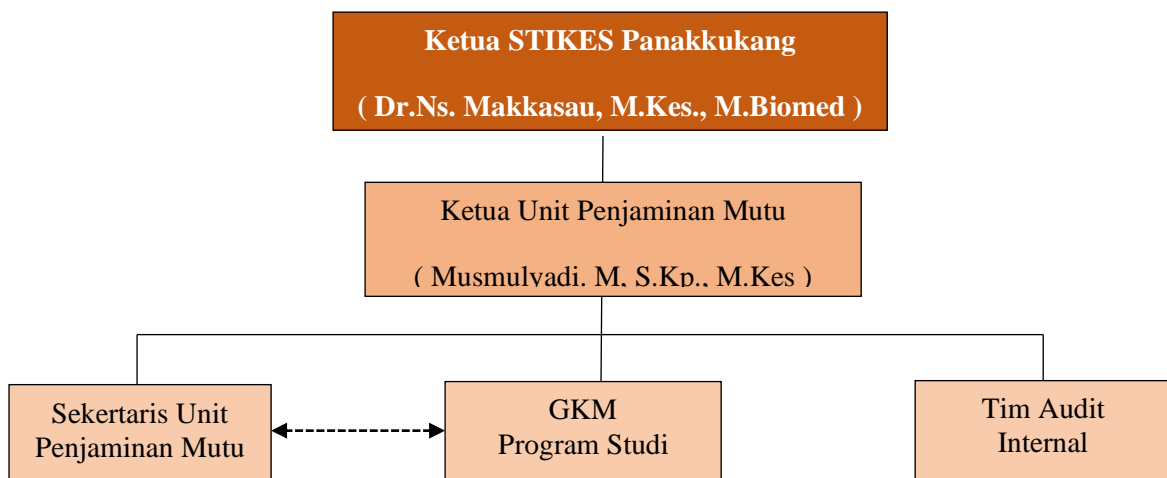 Ketua STIKES Panakkukang
( Dr.Ns. Makkasau, M.Kes., M.Biomed )
Ketua Unit Penjaminan Mutu
( Musmulyadi. M, S.Kp., M.Kes )
Sekertaris Unit
Penjaminan Mutu
GKM
Program Studi
Tim Audit
Internal